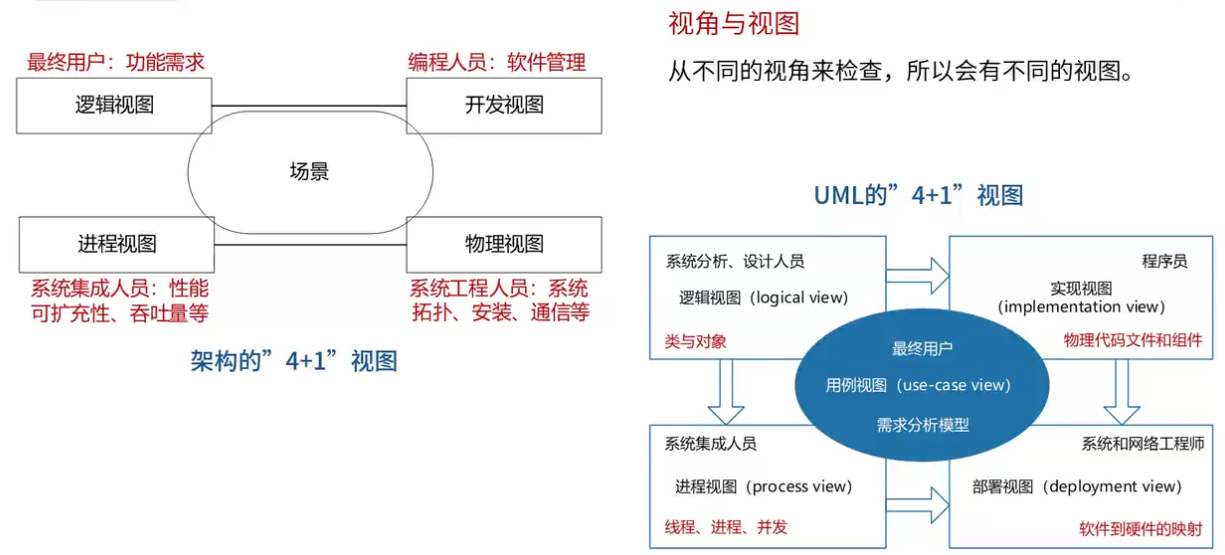 最终用户：功能需求
编程人员：软件管理
逻辑视图
开发视图
场景
进程视图
物理视图
系统集成人员：性能
可扩充性、吞吐量等
系统工程人员：系统
拓扑、安装、通信等
架构的”4+1”视图
视角与视图
从不同的视角来检查，所以会有不同的视图。
UML的”4+1”视图
系统分析、设计人员
逻辑视图（logical view）
类与对象
程序员
实现视图
（implementation view）
物理代码文件和组件
最终用户
用例视图（use-case view）
需求分析模型
系统集成人员
进程视图（process view）
线程、进程、并发
系统和网络工程师
部署视图（deployment view）
软件到硬件的映射